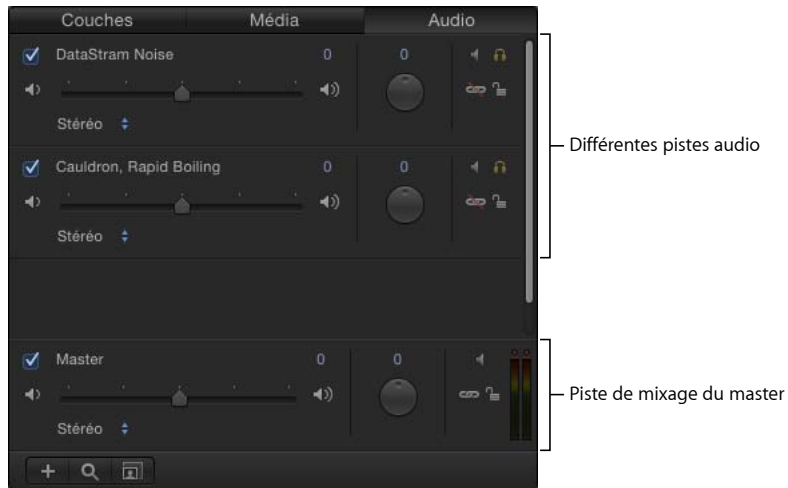 Couches Média Audio
DataStram Noise 0 0
Stéréo
Différentes pistes audio
Cauldron, Rapid Boiling 0 0
Stéréo
Master 0 0
Piste de mixage du master
Stéréo